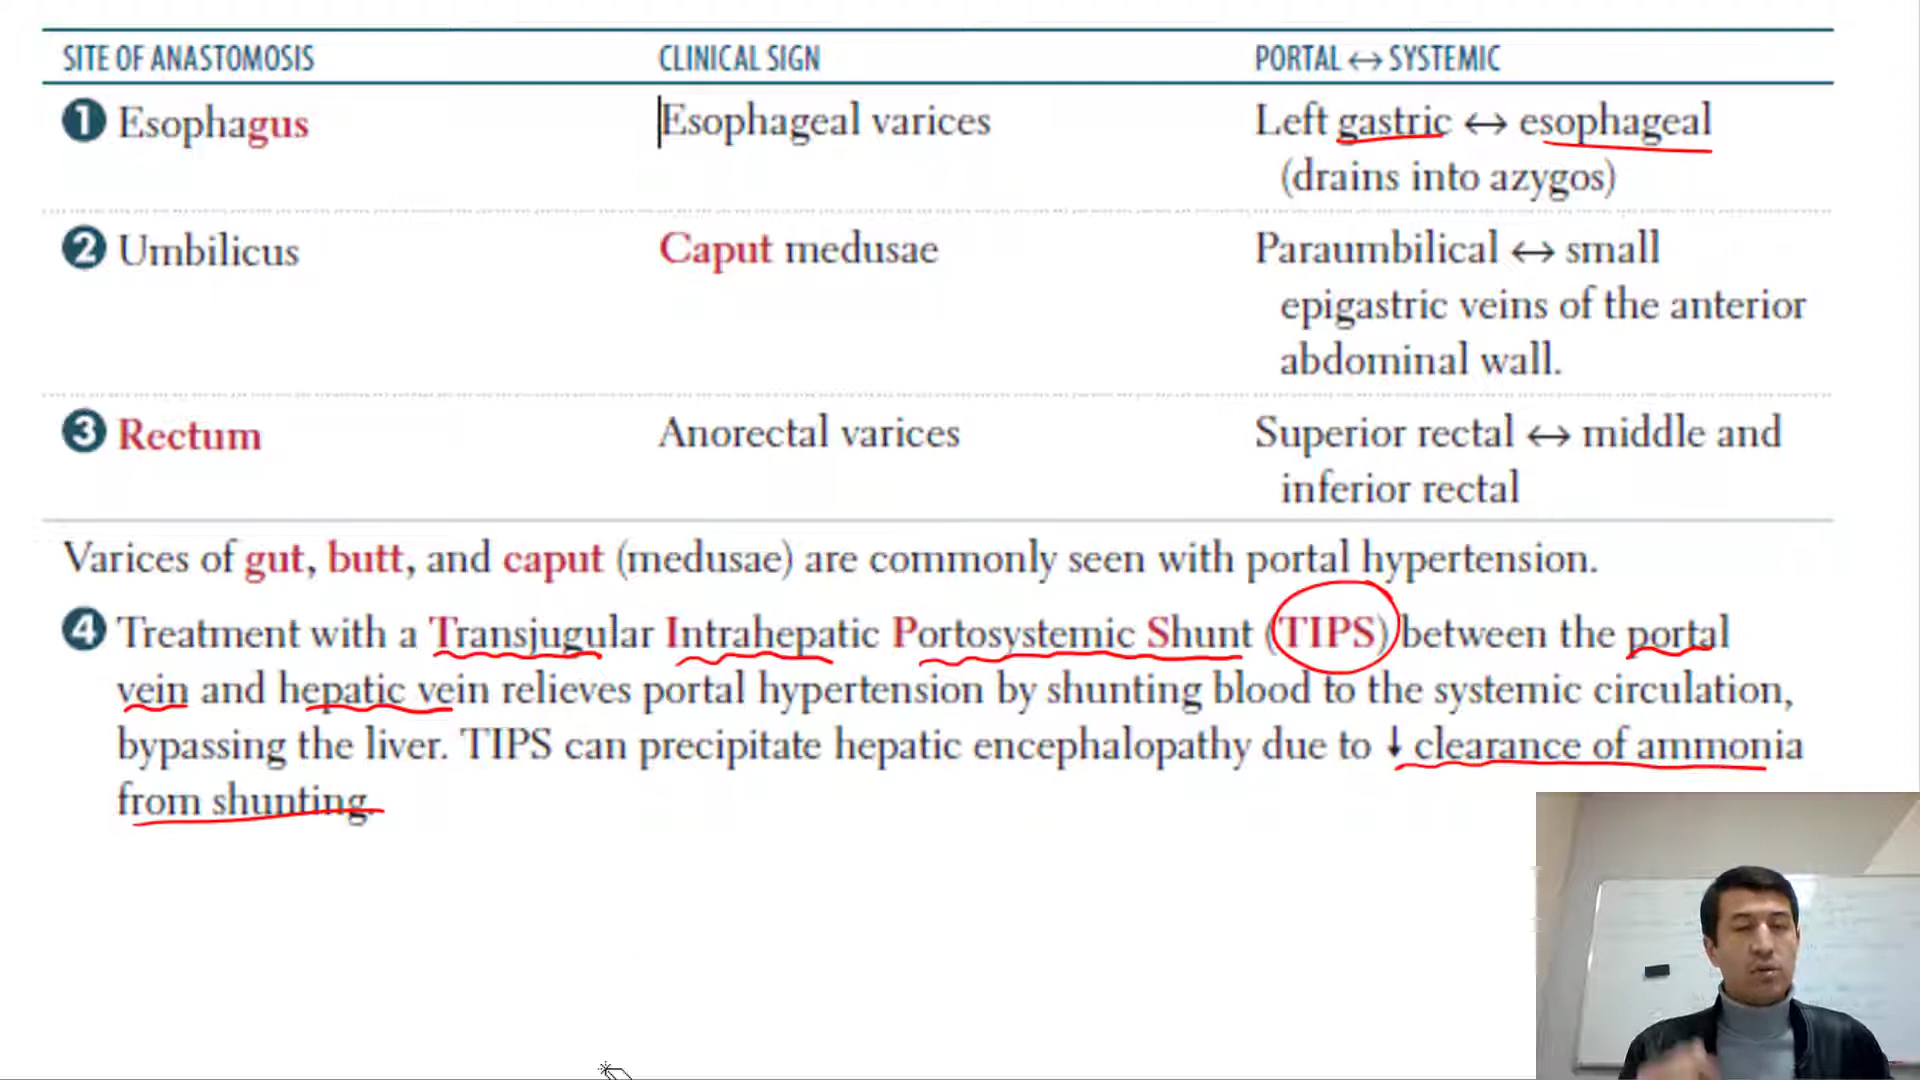 SITE OF ANASTOMOSIS CLINICAL SIGN PORTAL ↔ SYSTEMIC
1 Esophagus Esophageal varices Left gastric ↔ esophageal
(drains into azygos)
2 Umbilicus Caput medusae Paraumbilical ↔ small
epigastric veins of the anterior
abdominal wall.
3 Rectum Anorectal varices Superior rectal ↔ middle and
inferior rectal
Varices of gut, butt, and caput (medusae) are commonly seen with portal hypertension.
4 Treatment with a Transjugular Intrahepatic Portosystemic Shunt (TIPS) between the portal
vein and hepatic vein relieves portal hypertension by shunting blood to the systemic circulation,
bypassing the liver. TIPS can precipitate hepatic encephalopathy due to ↓ clearance of ammonia
from shunting.